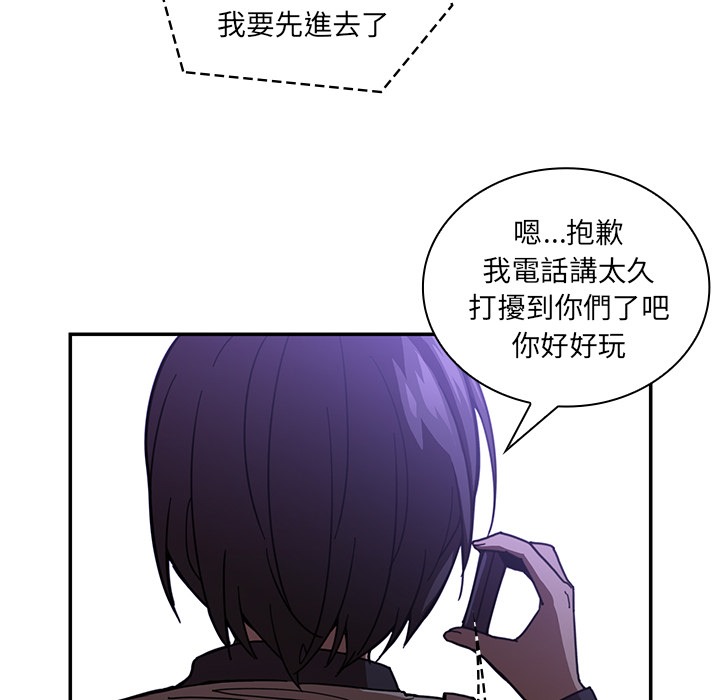 我要先進去了
嗯…抱歉
我電話講太久
打擾到你們了吧
你好好玩